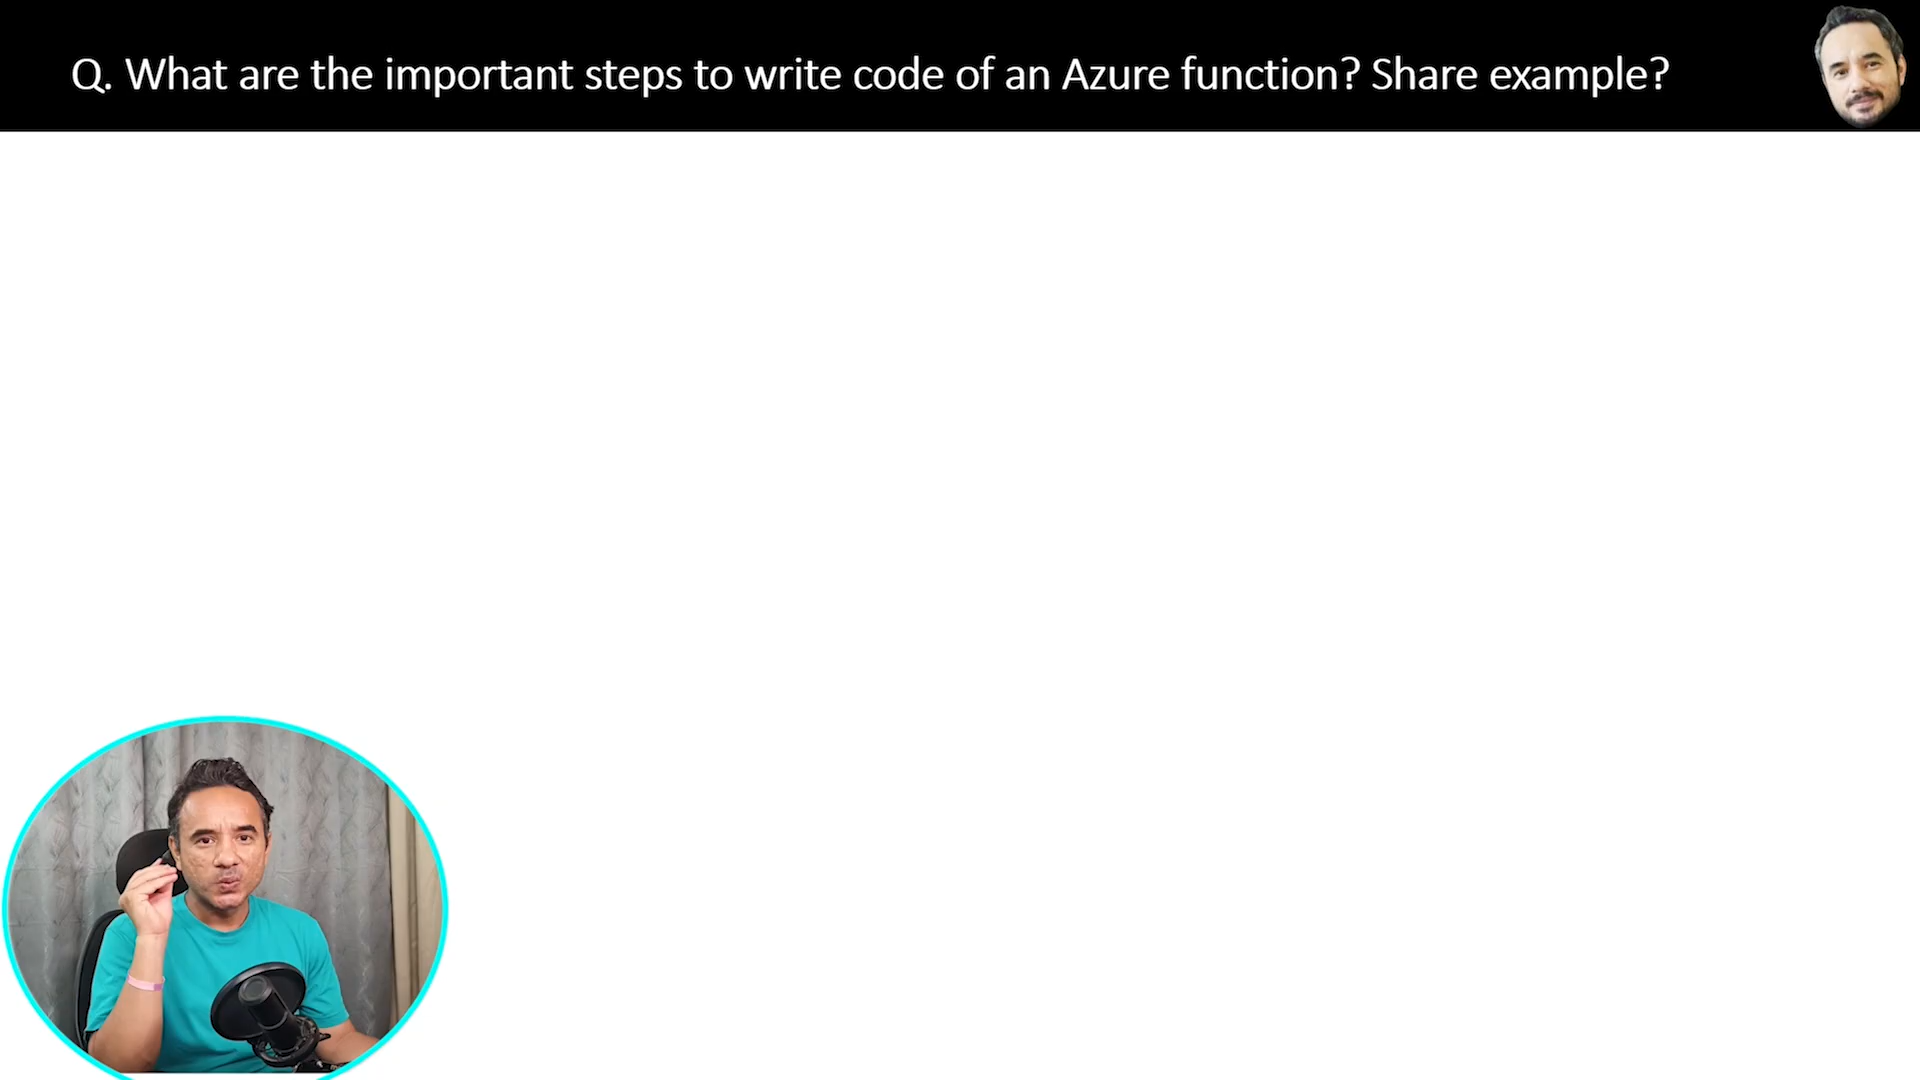 Q. What are the important steps to write code of an Azure function? Share example?